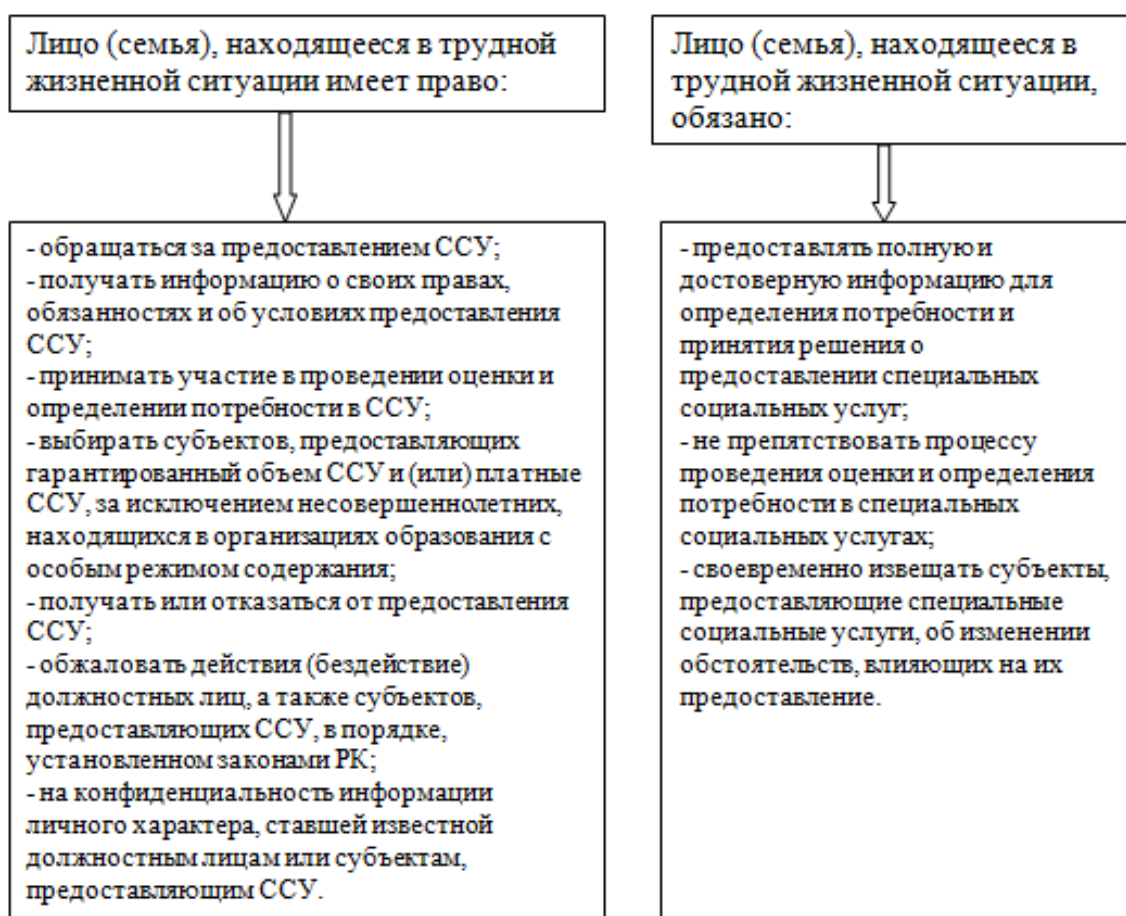 Лицо (семья), находящееся в трудной
жизненной ситуации имеет право:
- обращаться за предоставлением ССУ;
- получать информацию о своих правах,
обязанностях и об условиях предоставления
ССУ;
- принимать участие в проведении оценки и
определении потребности в ССУ;
- выбирать субъектов, предоставляющих
гарантированный объем ССУ и (или) платные
ССУ, за исключением несовершеннолетних,
находящихся в организациях образования с
особым режимом содержания;
- получать или отказаться от предоставления
ССУ;
- обжаловать действия (бездействие)
должностных лиц, а также субъектов,
предоставляющих ССУ, в порядке,
установленном законами РК;
- на конфиденциальность информации
личного характера, ставшей известной
должностным лицам или субъектам,
предоставляющим ССУ.
Лицо (семья), находящееся в
трудной жизненной ситуации,
обязано:
- предоставлять полную и
достоверную информацию для
определения потребности и
принятия решения о
предоставлении специальных
социальных услуг;
- не препятствовать процессу
проведения оценки и определения
потребности в специальных
социальных услугах;
- своевременно извещать субъекты,
предоставляющие специальные
социальные услуги, об изменении
обстоятельств, влияющих на их
предоставление.